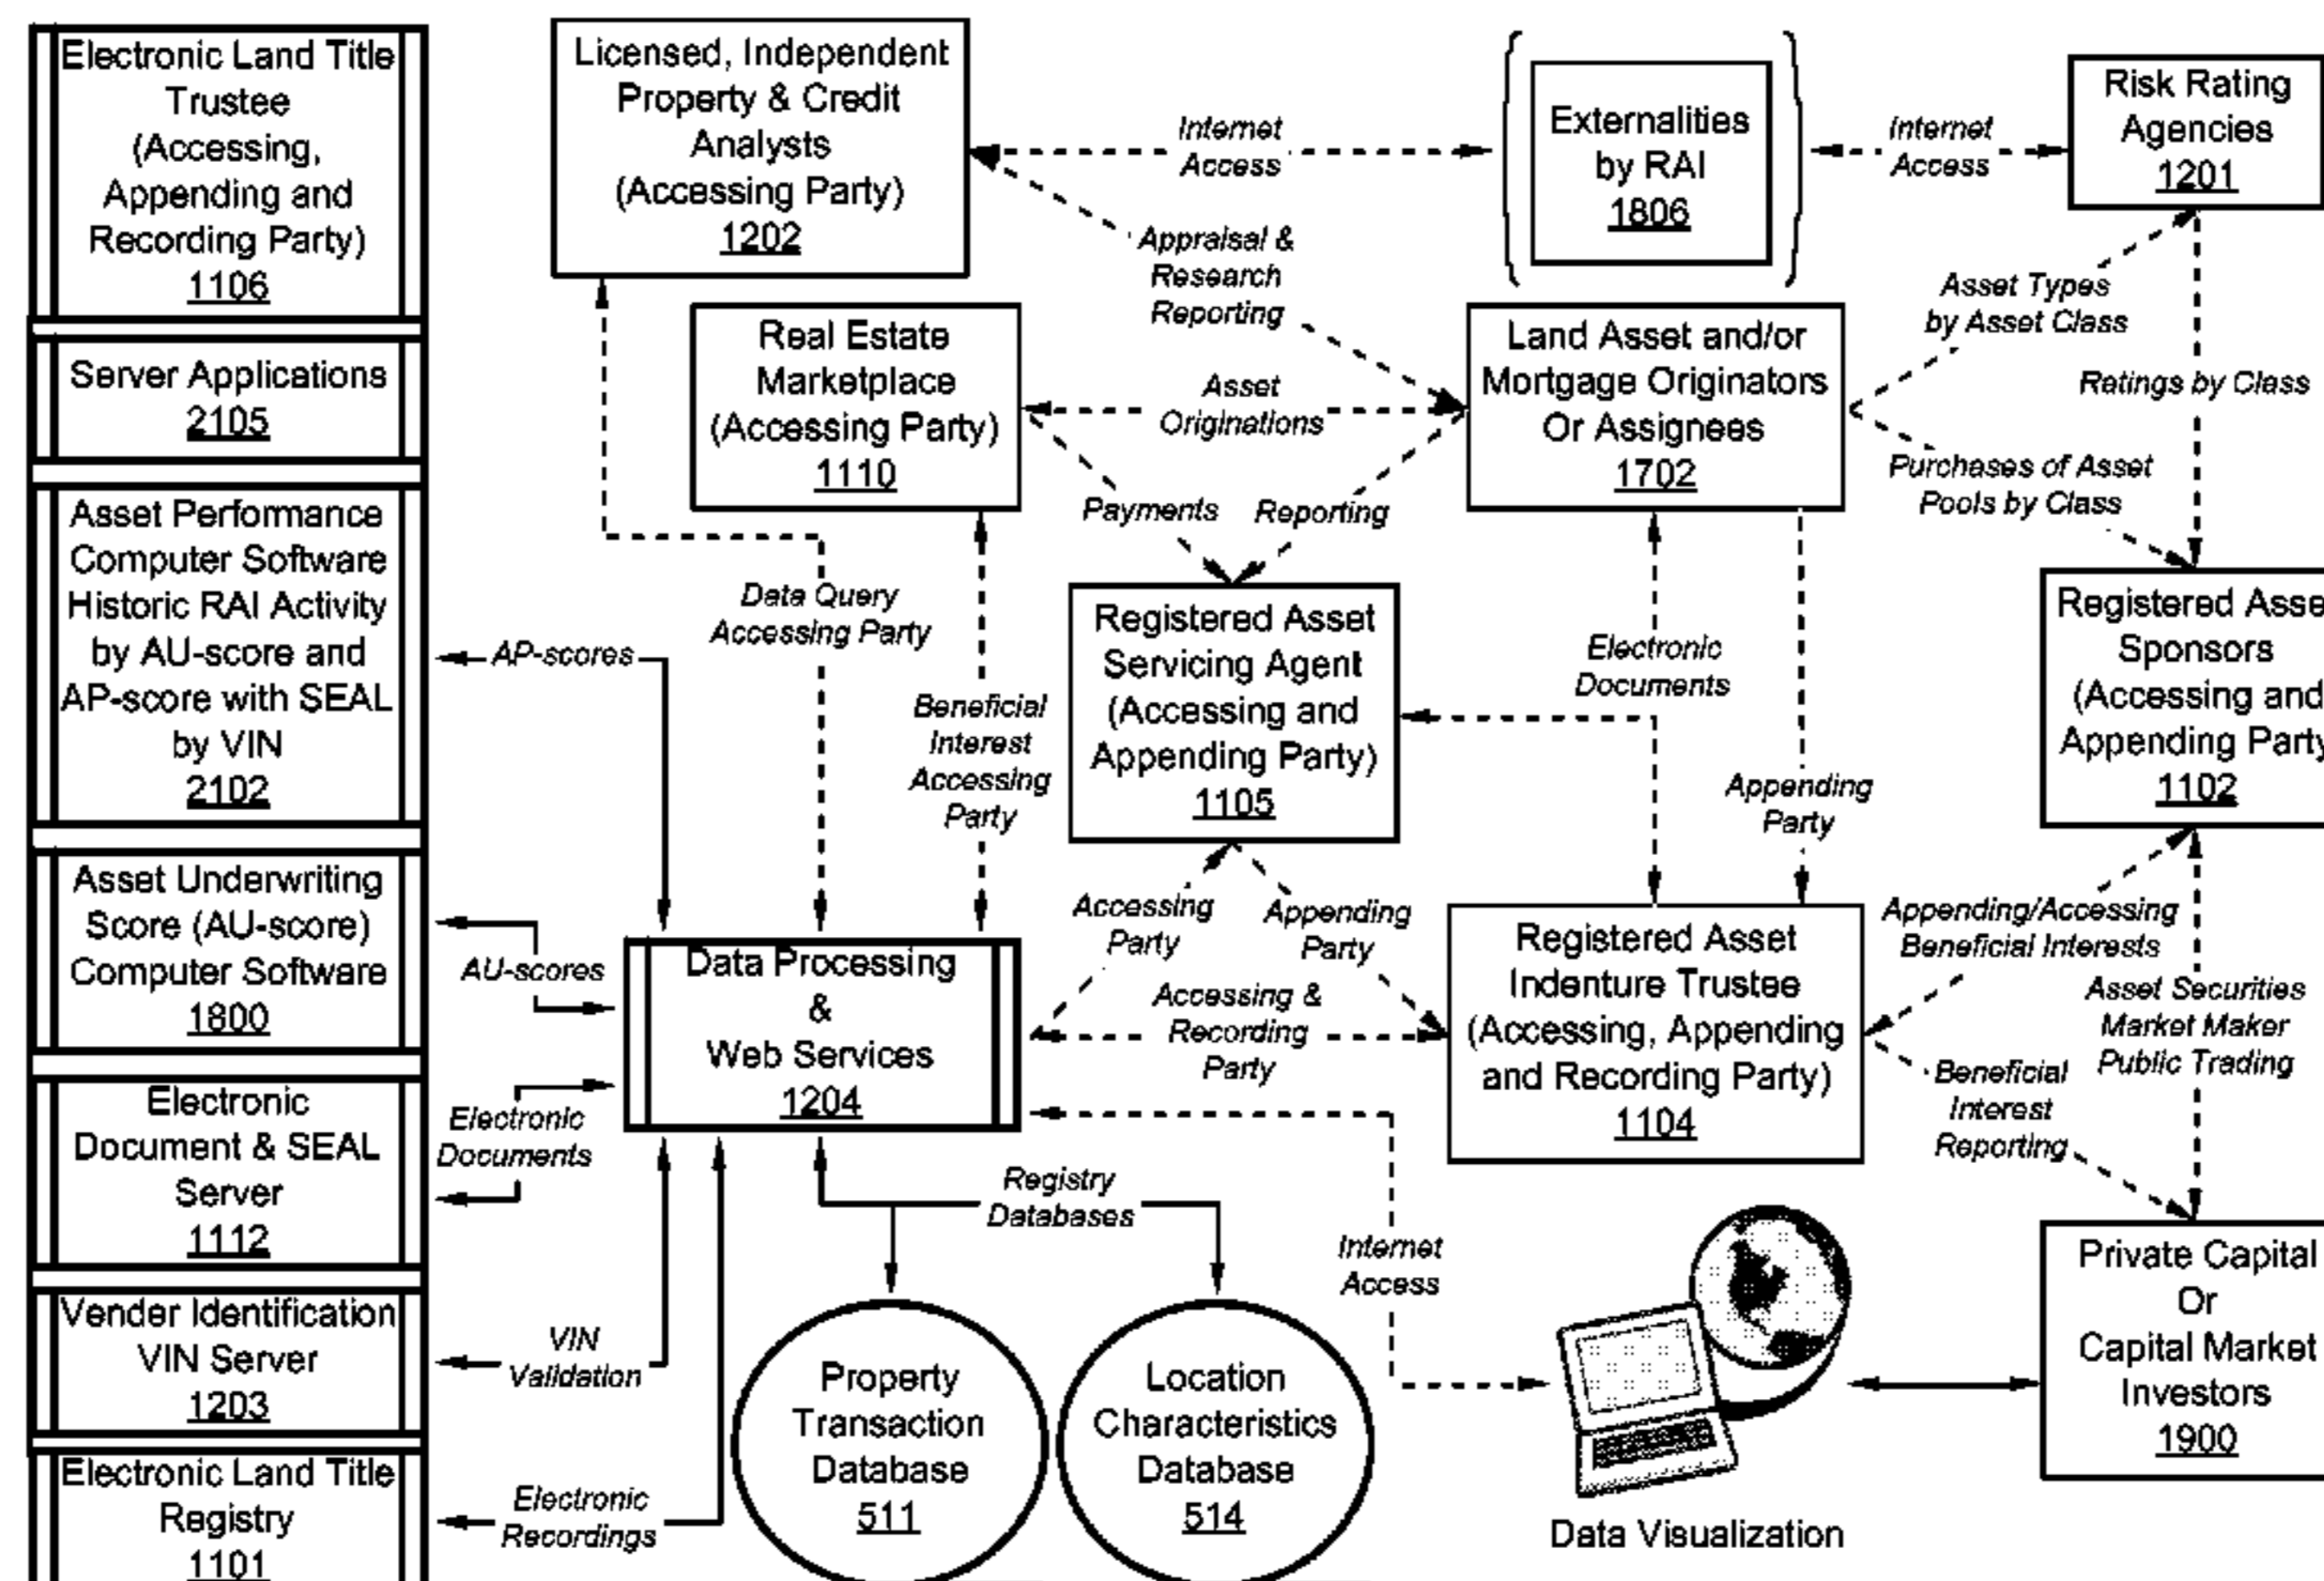 Electronic Land Title
Trustee
(Accessing,
Appending and
Recording Party)
1106
Server Applications
2105
Asset Performance
Computer Software
Historic RAI Activity
by AU-score and
AP-score with SEAL
by VIN
2102
Asset Underwriting
Score (AU-score)
Computer Software
1800
Electronic
Document & SEAL
Server
1112
Vender Identification
VIN Server
1203
Electronic Land Title
Registry
1101
Licensed, Independent
Property & Credit
Analysts
(Accessing Party)
1202
Internet
Access
Externalities
by RAI
1806
Internet
Access
Risk Rating
Agencies
1201
Appraisal &
Research
Reporting
Asset Types
by Asset Class
Ratings by Class
Real Estate
Marketplace
(Accessing Party)
1110
Asset
Originations
Land Asset and/or
Mortgage Originators
Or Assignees
1702
Purchases of Asset
Pools by Class
Payments
Reporting
Data Query
Accessing Party
AP-scores
Beneficial
Interest
Accessing
Party
Registered Asset
Servicing Agent
(Accessing and
Appending Party)
1105
Electronic
Documents
Appending
Party
Registered Asse
Sponsors
(Accessing and
Appending Party
1102
AU-scores
Data Processing
&
Web Services
1204
Accessing
Party
Appending
Party
Accessing &
Recording
Party
Registered Asset
Indenture Trustee
(Accessing, Appending
and Recording Party)
1104
Appending/Accessing
Beneficial Interests
Asset Securities
Market Maker
Public Trading
Beneficial
Interest
Reporting
Electronic
Documents
VIN
Validation
Electronic
Recordings
Registry
Databases
Internet
Access
Property
Transaction
Database
511
Location
Characteristics
Database
514
Data Visualization
Private Capital
Or
Capital Market
Investors
1900